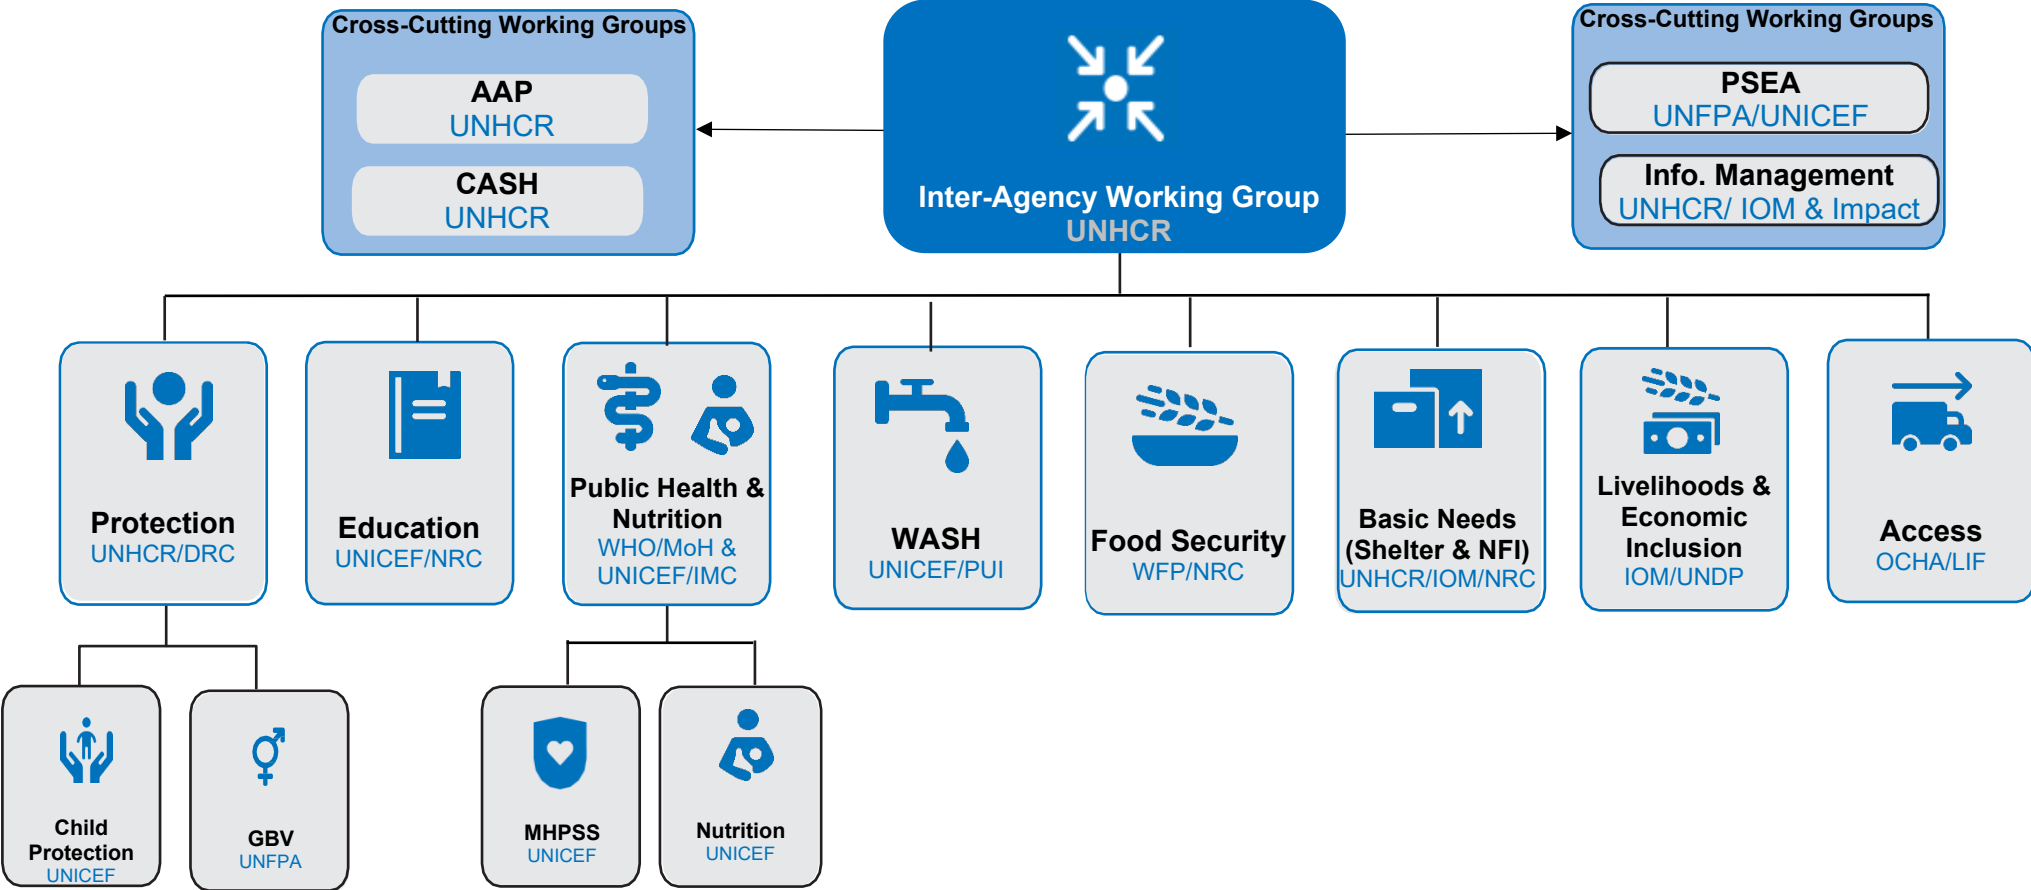 Cross-Cutting Working Groups
AAP
UNHCR
CASH
UNHCR
Inter-Agency Working Group
UNHCR
Cross-Cutting Working Groups
PSEA
UNFPA/UNICEF
Info. Management
UNHCR/ IOM & Impact
Protection
UNHCR/DRC
Education
UNICEF/NRC
Public Health &
Nutrition
WHO/MoH &
UNICEF/IMC
WASH
UNICEF/PUI
Food Security
WFP/NRC
Basic Needs
(Shelter & NFI)
UNHCR/IOM/NRC
Livelihoods &
Economic
Inclusion
IOM/UNDP
Access
OCHA/LIF
Child
Protection
UNICEF
GBV
UNFPA
MHPSS
UNICEF
Nutrition
UNICEF